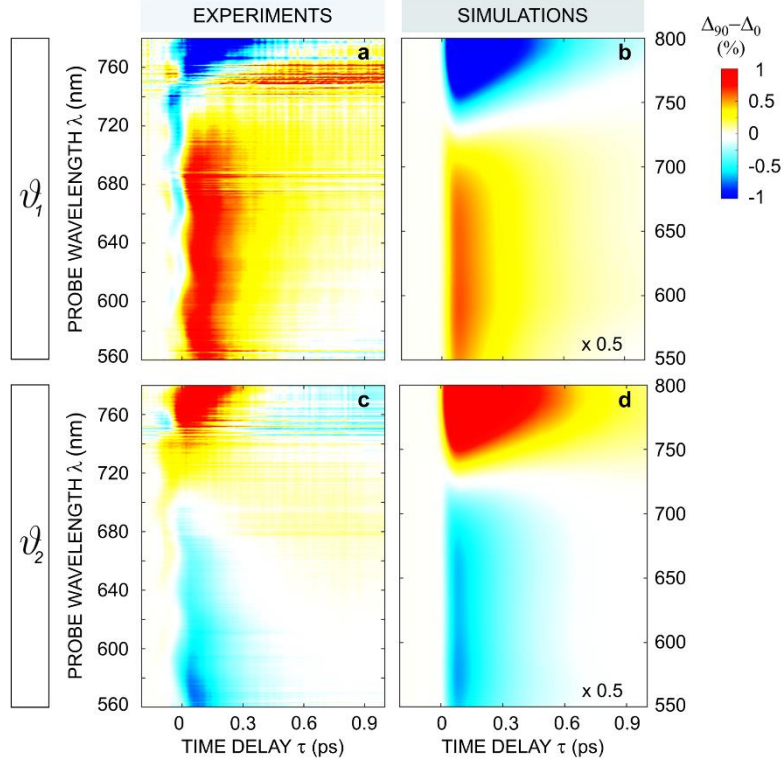 EXPERIMENTS
SIMULATIONS
Δ90−Δ0
(%)
1
0.5
0
-0.5
-1
ϑ1
PROBE WAVELENGTH λ (nm)
760
720
680
640
600
560
a
b
x 0.5
800
750
700
650
600
550
ϑ2
PROBE WAVELENGTH λ (nm)
760
720
680
640
600
560
c
d
x 0.5
800
750
700
650
600
550
0 0.3 0.6 0.9
0 0.3 0.6 0.9
TIME DELAY τ (ps)
TIME DELAY τ (ps)